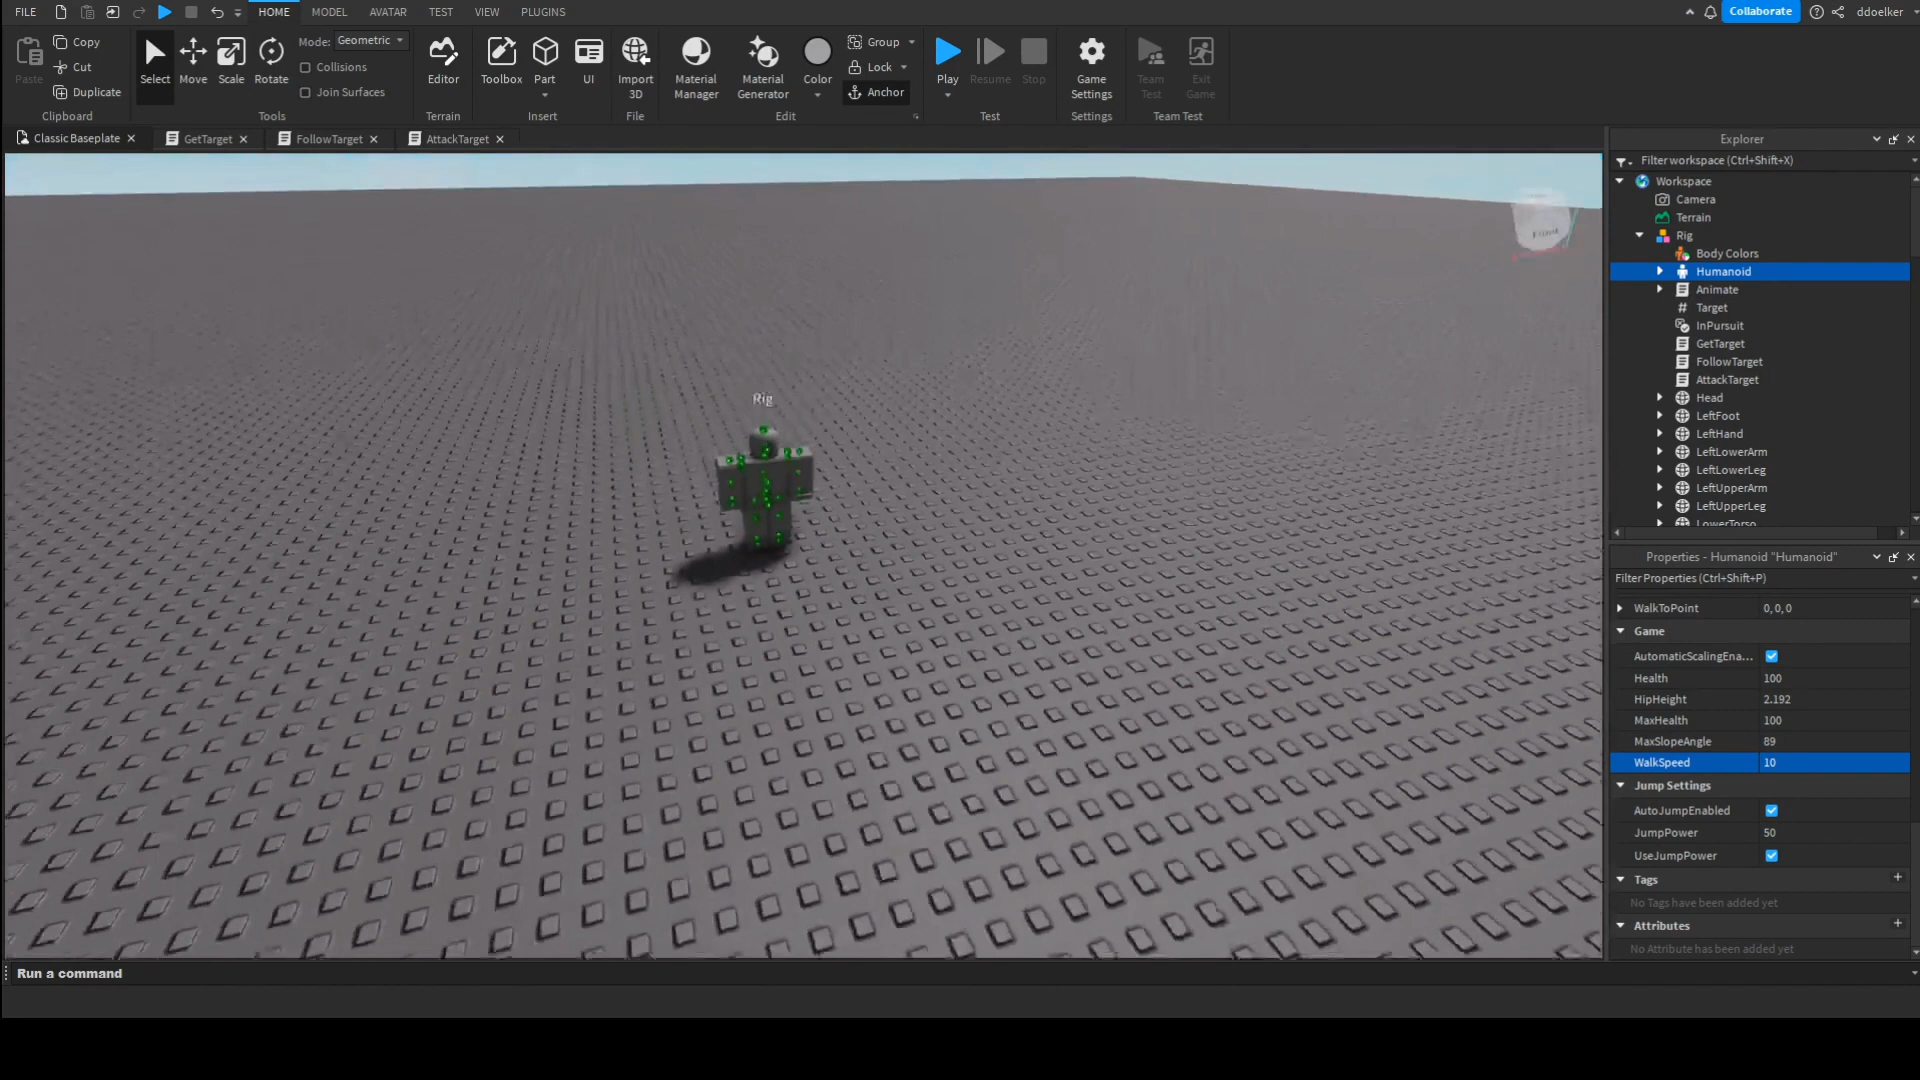 FILE
HOME
MODEL
AVATAR
TEST
VIEW
PLUGINS
Collaborate
ddoelker
Paste
Copy
Cut
Duplicate
Clipboard
Select
Move
Scale
Rotate
Mode: Geometric
Collisions
Join Surfaces
Tools
Editor
Terrain
Toolbox
Part
UI
Insert
Import 3D
File
Material Manager
Material Generator
Color
Group
Lock
Anchor
Edit
Play
Resume
Stop
Test
Game Settings
Settings
Team Test
Exit Game
Team Test
Classic Baseplate
GetTarget
FollowTarget
AttackTarget
Rig
Explorer
Filter workspace (Ctrl+Shift+X)
Workspace
Camera
Terrain
Rig
Body Colors
Humanoid
Animate
Target
InPursuit
GetTarget
FollowTarget
AttackTarget
Head
LeftFoot
LeftHand
LeftLowerArm
LeftLowerLeg
LeftUpperArm
LeftUpperLeg
LowerTorso
Properties - Humanoid "Humanoid"
Filter Properties (Ctrl+Shift+P)
WalkToPoint 0, 0, 0
Game
AutomaticScalingEna...
Health 100
HipHeight 2.192
MaxHealth 100
MaxSlopeAngle 89
WalkSpeed 10
Jump Settings
AutoJumpEnabled
JumpPower 50
UseJumpPower
Tags
No Tags have been added yet
Attributes
No Attribute has been added yet
Run a command